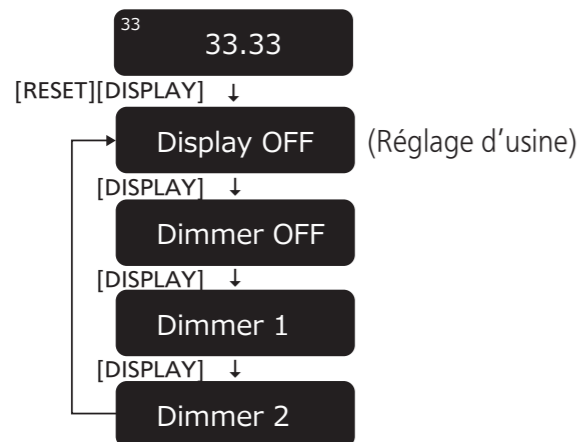 33
33.33
[RESET][DISPLAY] ↓
Display OFF (Réglage d’usine)
[DISPLAY] ↓
Dimmer OFF
[DISPLAY] ↓
Dimmer 1
[DISPLAY] ↓
Dimmer 2